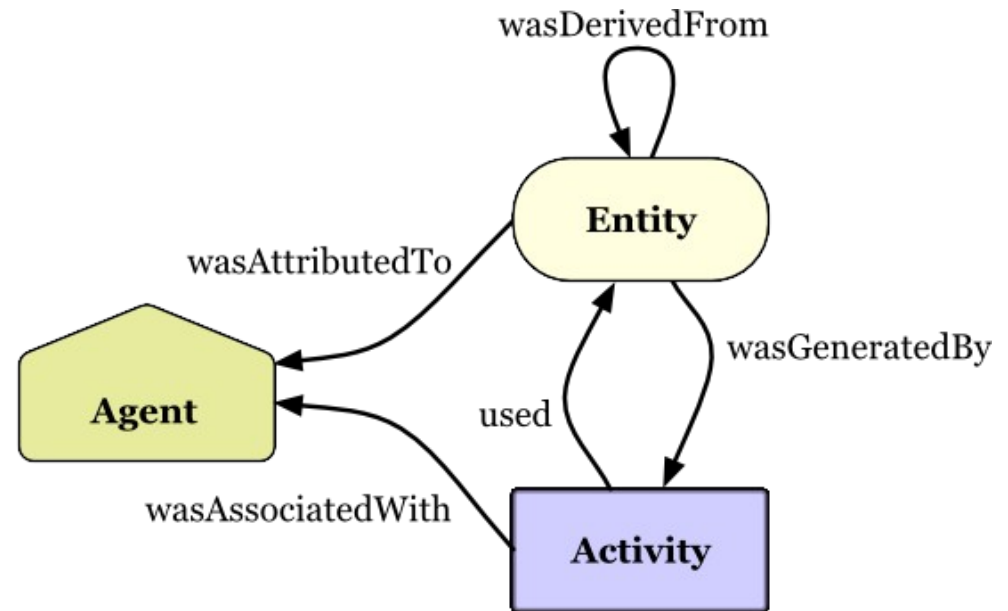 wasDerivedFrom
Entity
wasAttributedTo
wasGeneratedBy
Agent
used
wasAssociatedWith
Activity